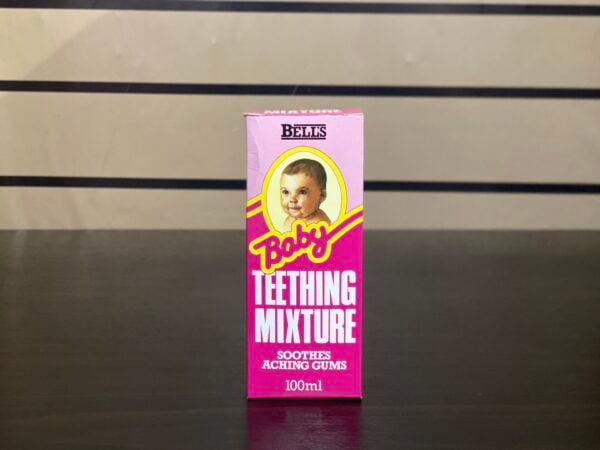 MIXTURE
BELL'S
Baby
TEETHING
MIXTURE
SOOTHES
ACHING GUMS
100ml